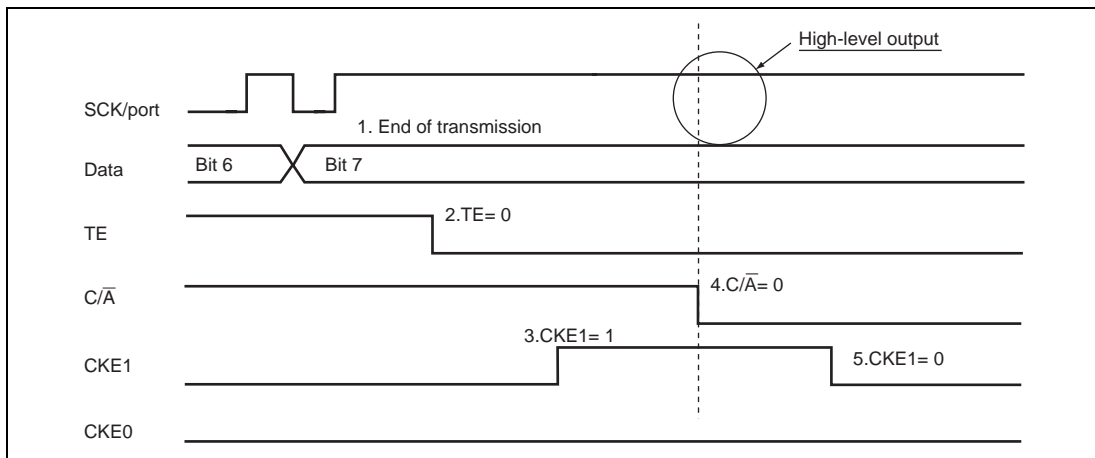 High-level output
SCK/port
1. End of transmission
Data
Bit 6
Bit 7
TE
2.TE= 0
C/A̅
4.C/A̅= 0
3.CKE1= 1
CKE1
5.CKE1= 0
CKE0